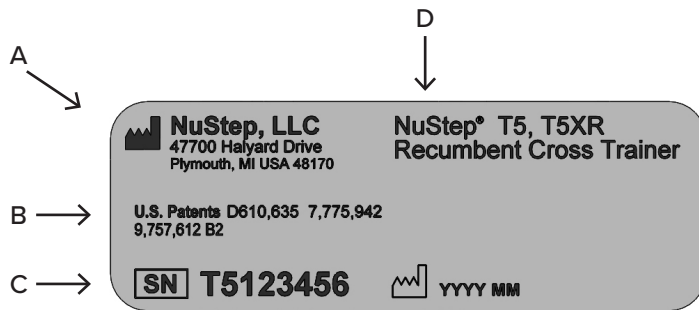 D
A
NuStep, LLC
47700 Halyard Drive
Plymouth, MI USA 48170
NuStep® T5, T5XR
Recumbent Cross Trainer
B
U.S. Patents D610,635 7,775,942
9,757,612 B2
C
SN T5123456
YYYY MM